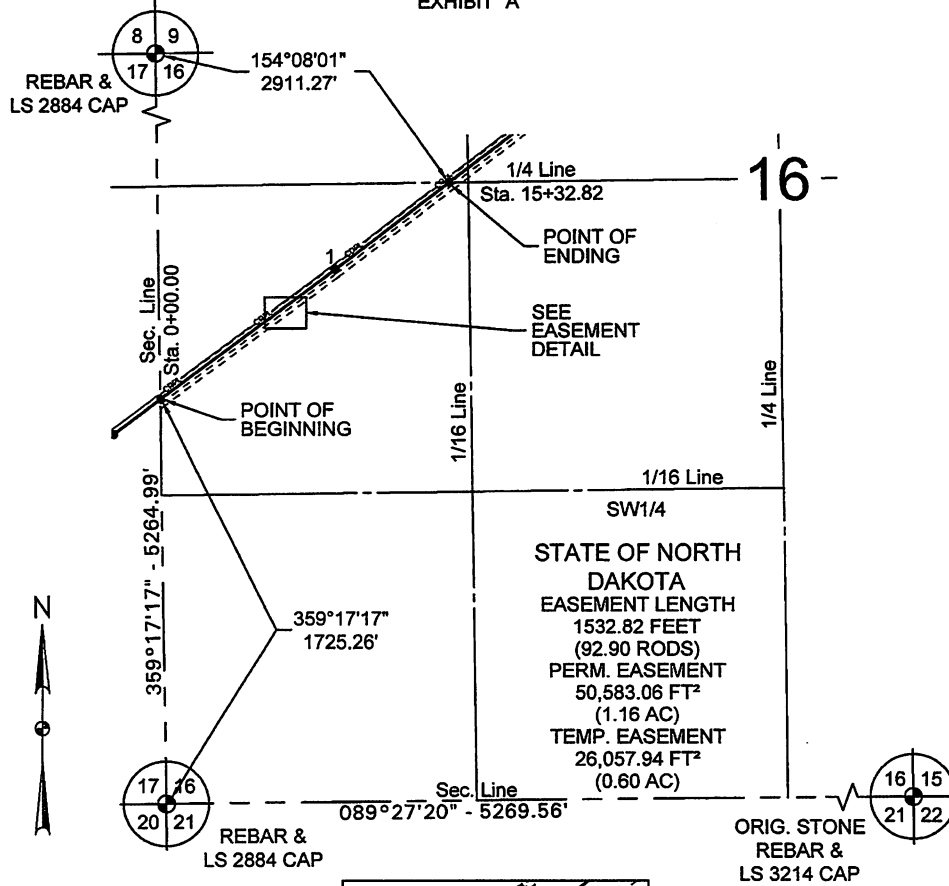 EXHIBIT "A"
8 9
17 16
REBAR &
LS 2884 CAP
154°08'01"
2911.27'
1/4 Line
16
Sta. 15+32.82
POINT OF
ENDING
1
Sec. Line
Sta. 0+00.00
SEE
EASEMENT
DETAIL
POINT OF
BEGINNING
1/16 Line
1/4 Line
1/16 Line
SW1/4
359°17'17" - 5264.99'
STATE OF NORTH
DAKOTA
EASEMENT LENGTH
1532.82 FEET
(92.90 RODS)
PERM. EASEMENT
50,583.06 FT²
(1.16 AC)
TEMP. EASEMENT
26,057.94 FT²
(0.60 AC)
N
359°17'17"
1725.26'
17 16
20 21
REBAR &
LS 2884 CAP
Sec. Line
089°27'20" - 5269.56'
16 15
21 22
ORIG. STONE
REBAR &
LS 3214 CAP